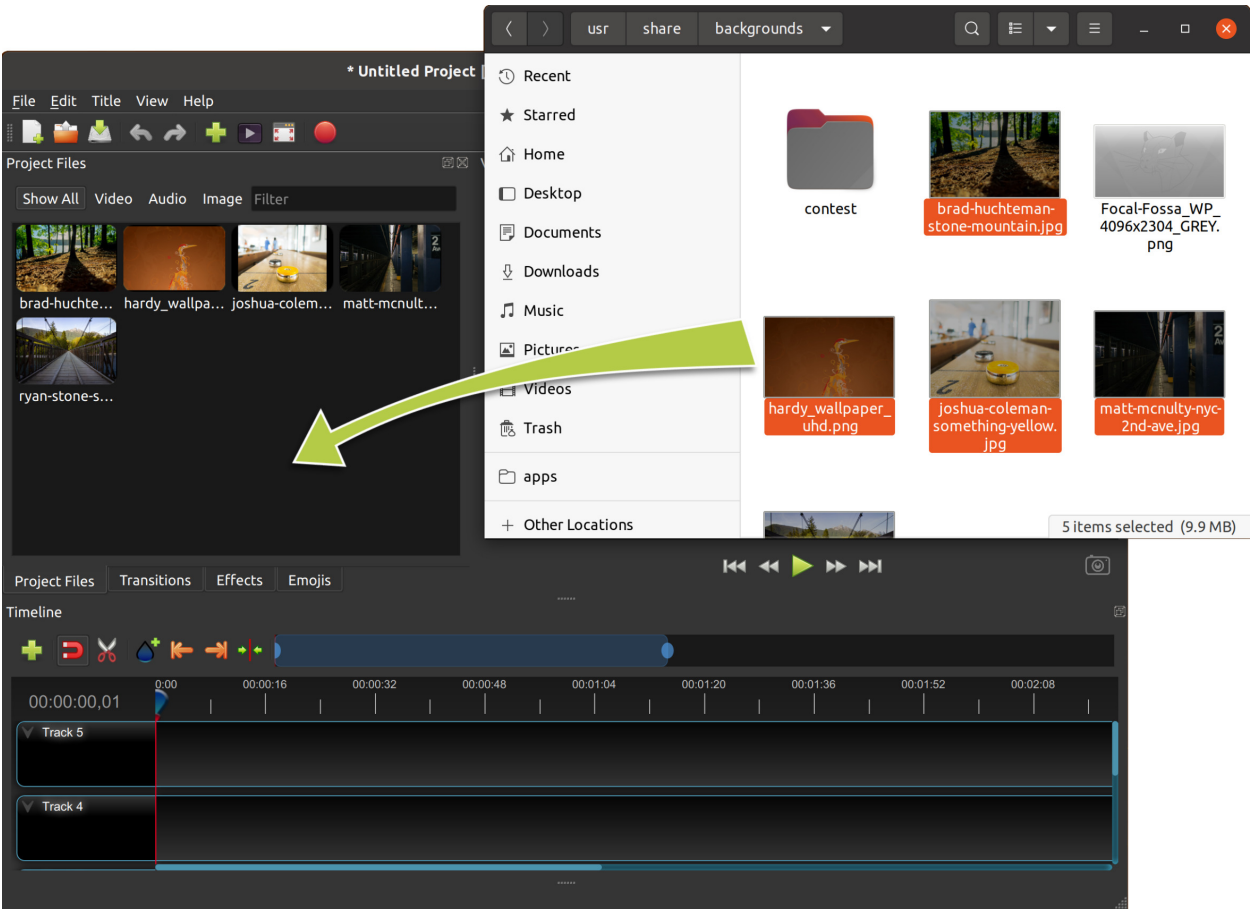 usr share backgrounds
* Untitled Project
File Edit Title View Help
Project Files
Show All Video Audio Image Filter
brad-huchte... hardy_wallpa... joshua-colem... matt-mcnult...
ryan-stone-s...
Recent
Starred
Home
Desktop
Documents
Downloads
Music
Pictures
Videos
Trash
apps
+ Other Locations
contest
brad-huchteman-
stone-mountain.jpg
Focal-Fossa_WP_
4096x2304_GREY.
png
hardy_wallpaper_
uhd.png
joshua-coleman-
something-yellow.
jpg
matt-mcnulty-nyc-
2nd-ave.jpg
5 items selected (9.9 MB)
Project Files Transitions Effects Emojis
Timeline
0:00 00:00:16 00:00:32 00:00:48 00:01:04 00:01:20 00:01:36 00:01:52 00:02:08
00:00:00,01
Track 5
Track 4